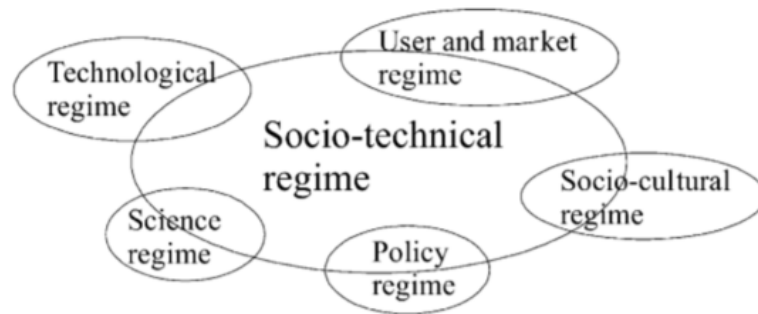 User and market
regime
Technological
regime
Socio-technical
regime
Socio-cultural
regime
Science
regime
Policy
regime